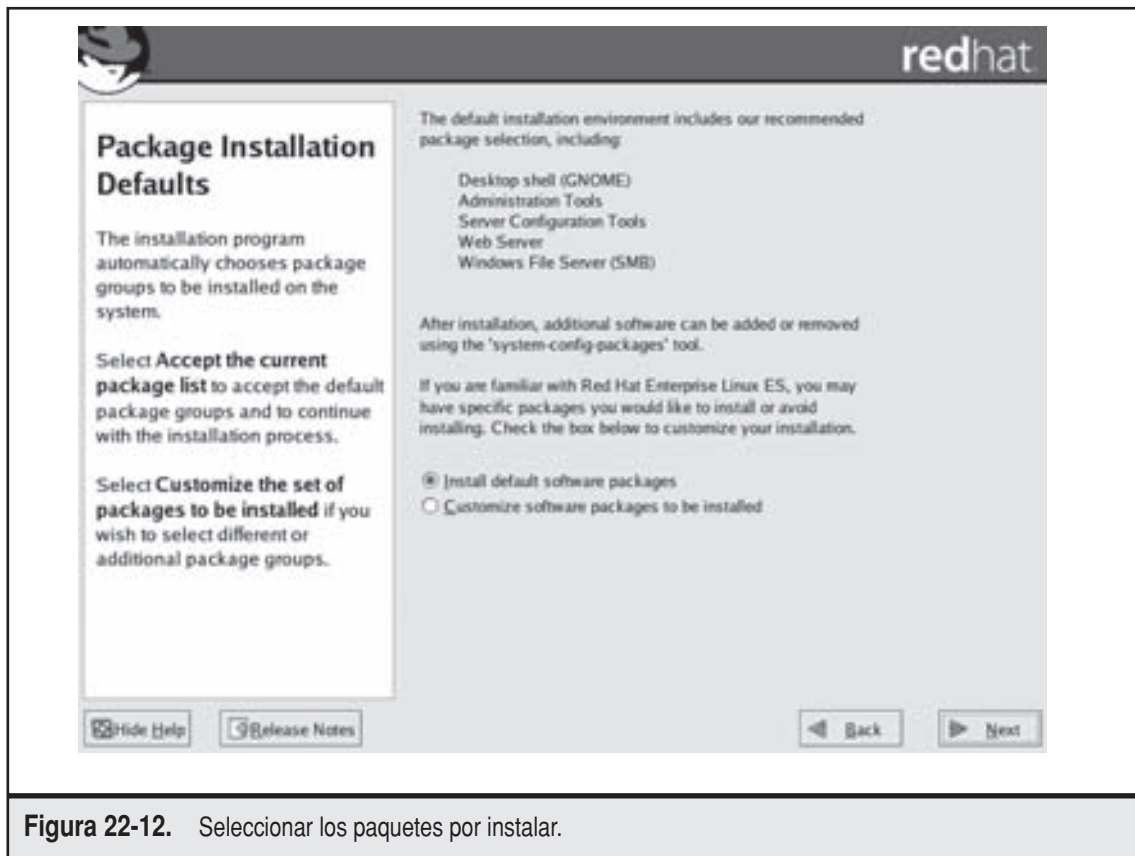 redhat
Package Installation
Defaults
The installation program
automatically chooses package
groups to be installed on the
system.
Select Accept the current
package list to accept the default
package groups and to continue
with the installation process.
Select Customize the set of
packages to be installed if you
wish to select different or
additional package groups.
The default installation environment includes our recommended
package selection, including:
Desktop shell (GNOME)
Administration Tools
Server Configuration Tools
Web Server
Windows File Server (SMB)
After installation, additional software can be added or removed
using the 'system-config-packages' tool.
If you are familiar with Red Hat Enterprise Linux ES, you may
have specific packages you would like to install or avoid
installing. Check the box below to customize your installation.
Install default software packages
Customize software packages to be installed
Hide Help
Release Notes
Back
Next
Figura 22-12. Seleccionar los paquetes por instalar.